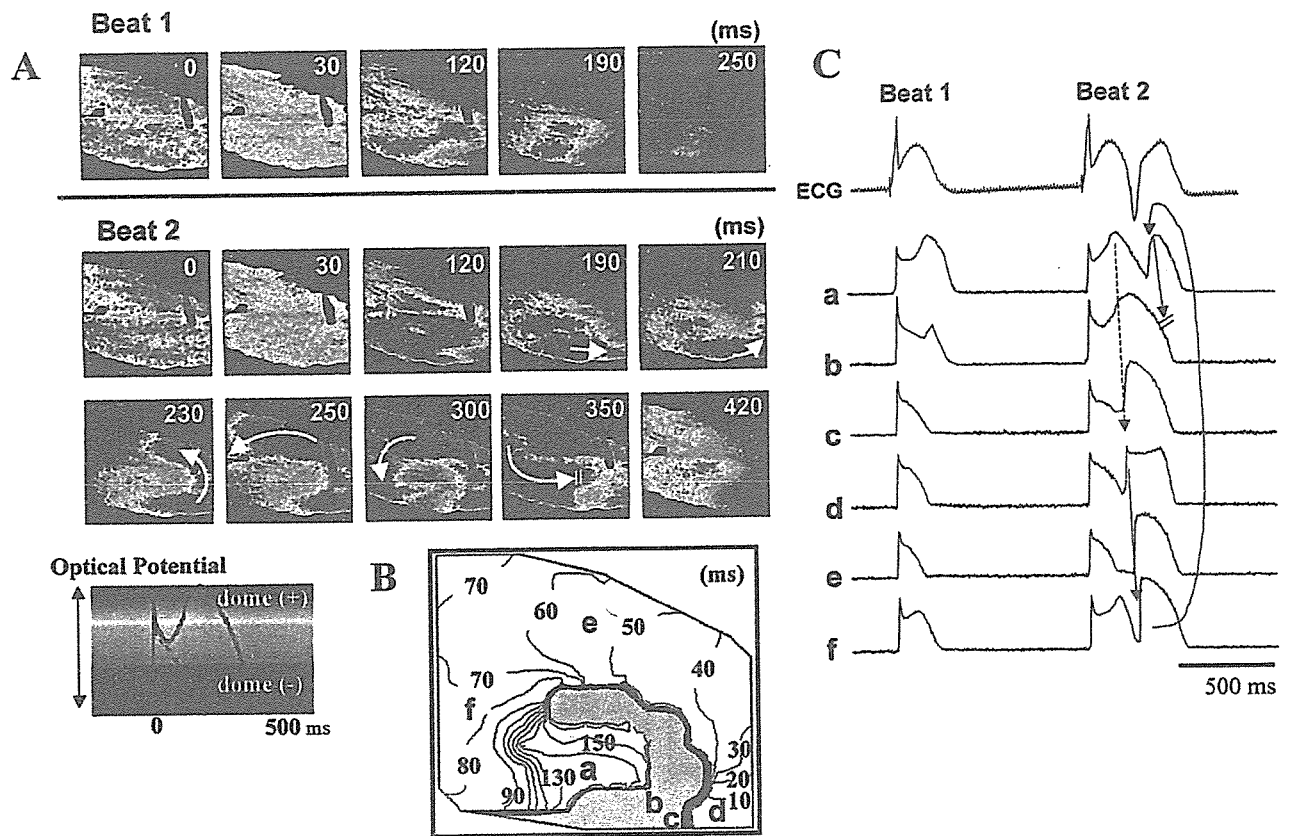 A
Beat 1
(ms)
0
30
120
190
250
Beat 2
(ms)
0
30
120
190
210
230
250
300
350
420
Optical Potential
dome (+)
dome (-)
0
500 ms
B
(ms)
70
60
e
50
40
70
f
80
90
130
a
150
b
c
d
30
20
10
C
Beat 1
Beat 2
ECG
a
b
c
d
e
f
500 ms